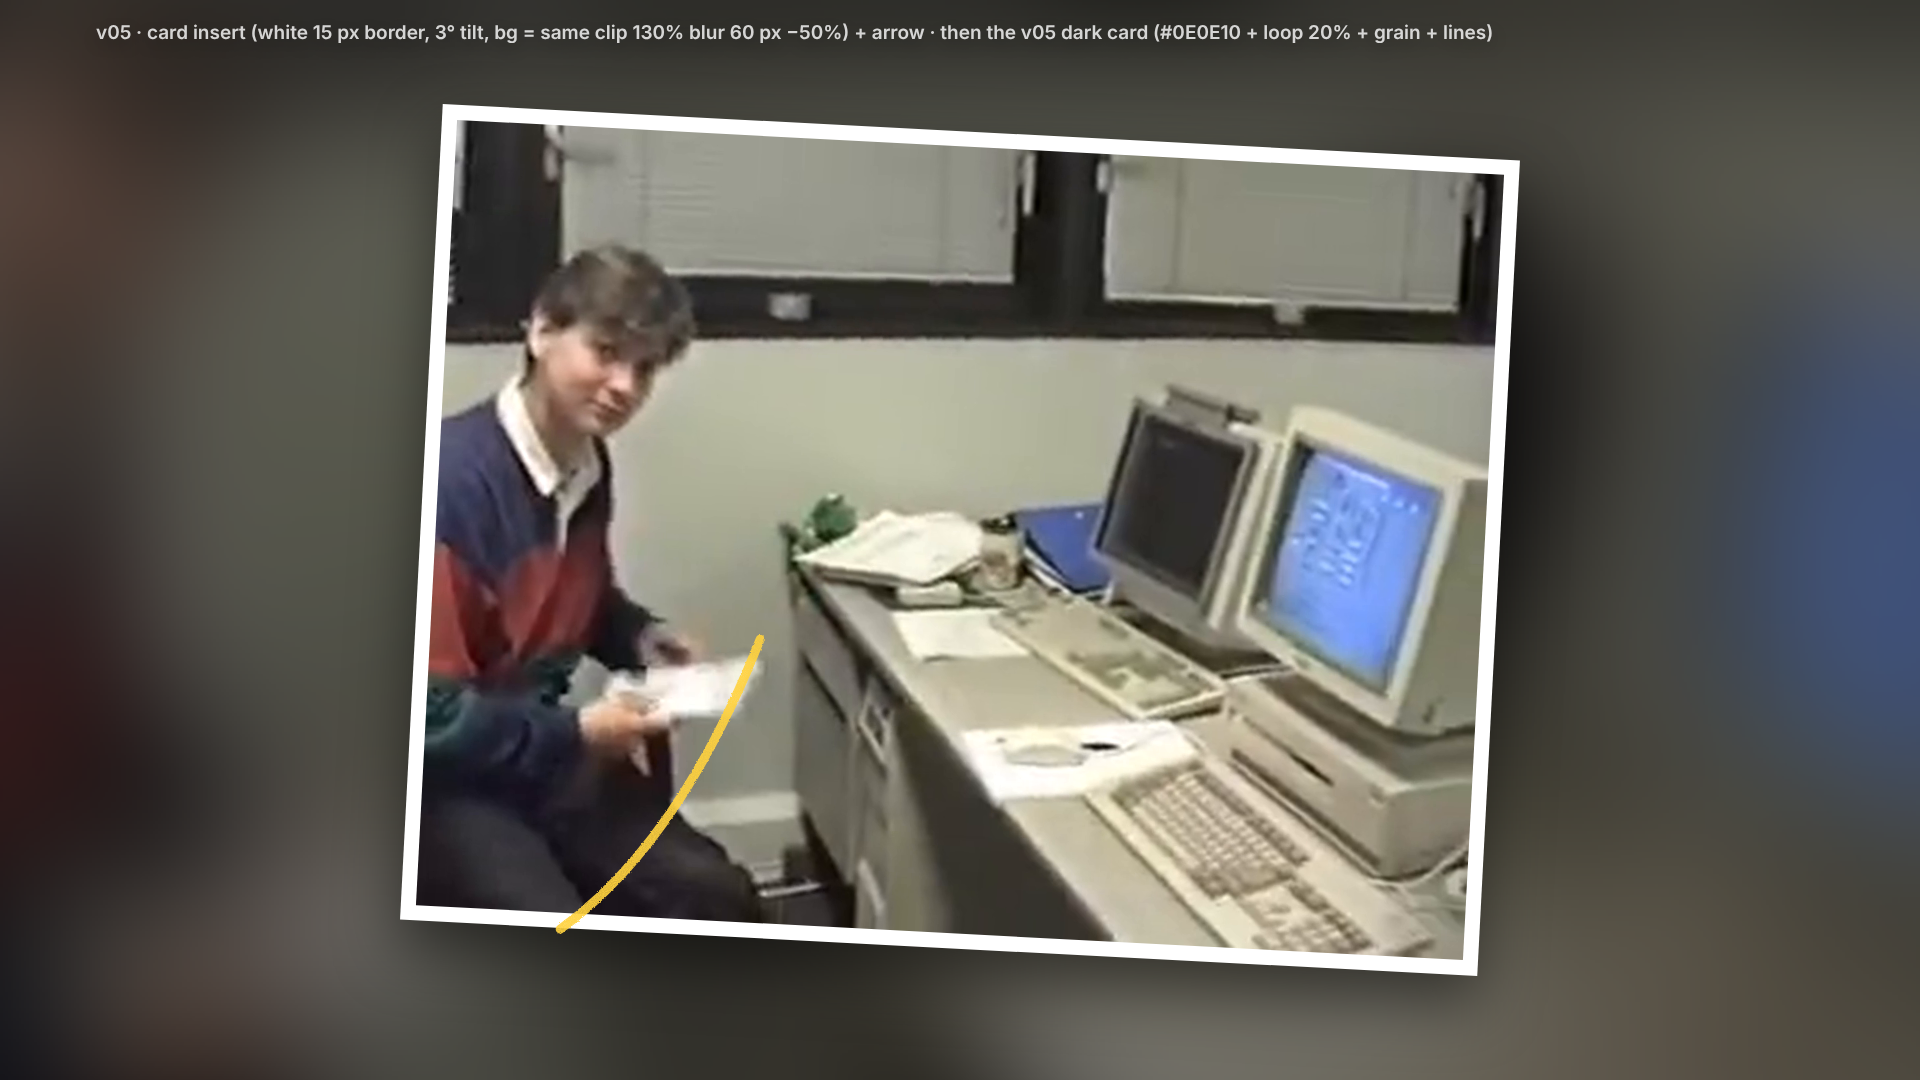 v05 · card insert (white 15 px border, 3° tilt, bg = same clip 130% blur 60 px −50%) + arrow · then the v05 dark card (#0E0E10 + loop 20% + grain + lines)